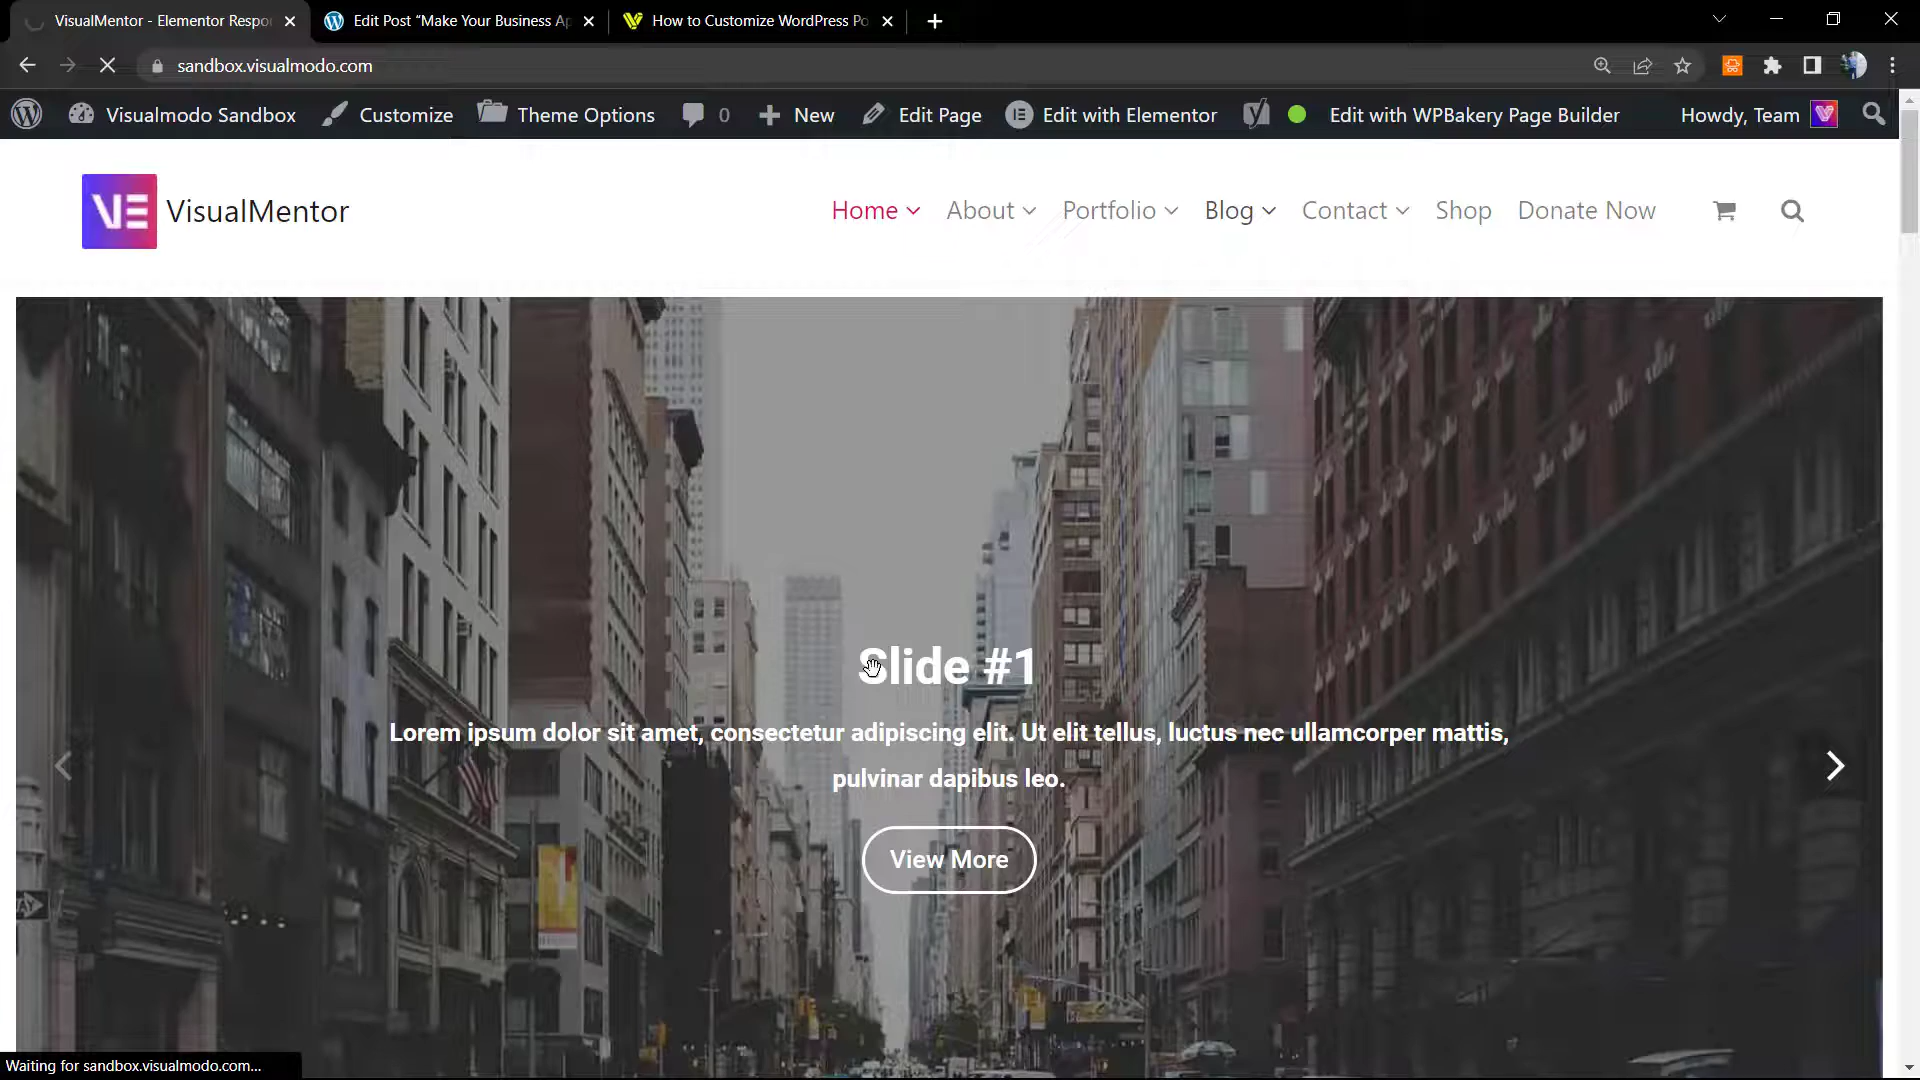 VisualMentor - Elementor Respo
Edit Post “Make Your Business Ap
How to Customize WordPress Po
sandbox.visualmodo.com
Visualmodo Sandbox
Customize
Theme Options
0
New
Edit Page
Edit with Elementor
Edit with WPBakery Page Builder
Howdy, Team
VE VisualMentor
Home
About
Portfolio
Blog
Contact
Shop
Donate Now
Slide #1
Lorem ipsum dolor sit amet, consectetur adipiscing elit. Ut elit tellus, luctus nec ullamcorper mattis,
pulvinar dapibus leo.
View More
Waiting for sandbox.visualmodo.com...